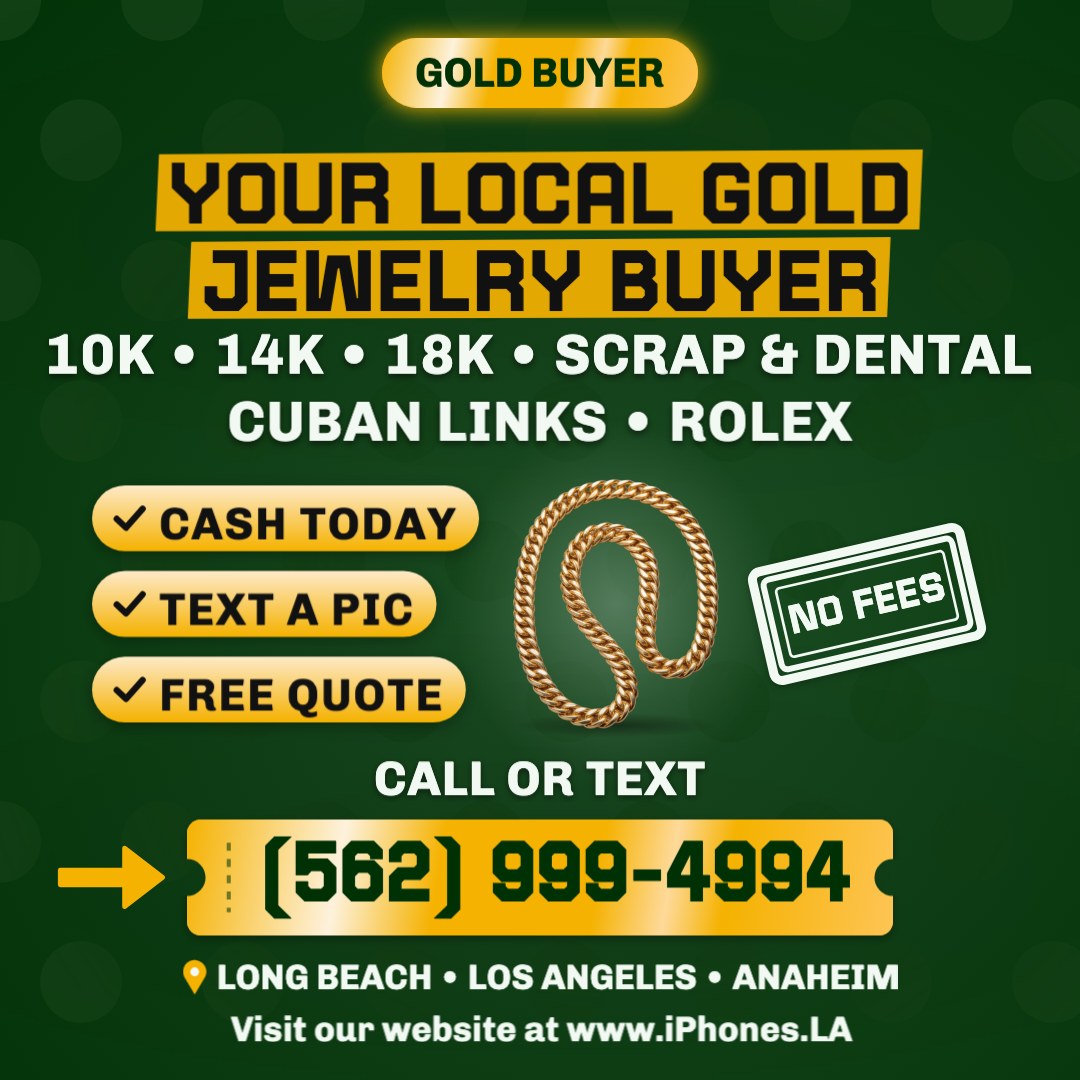 GOLD BUYER
YOUR LOCAL GOLD
JEWELRY BUYER
10K • 14K • 18K • SCRAP & DENTAL
CUBAN LINKS • ROLEX
✓ CASH TODAY
✓ TEXT A PIC
✓ FREE QUOTE
NO FEES
CALL OR TEXT
(562) 999-4994
LONG BEACH • LOS ANGELES • ANAHEIM
Visit our website at www.iPhones.LA